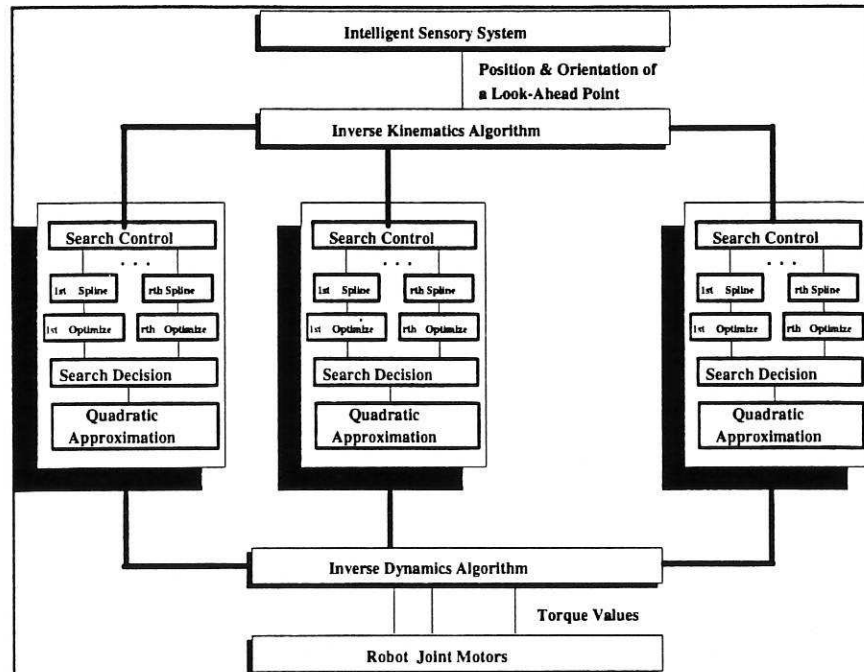 Intelligent Sensory System
Position & Orientation of
a Look-Ahead Point
Inverse Kinematics Algorithm
Search Control
. . .
1st Spline
rth Spline
1st Optimize
rth Optimize
Search Decision
Quadratic
Approximation
Search Control
. . .
1st Spline
rth Spline
1st Optimize
rth Optimize
Search Decision
Quadratic
Approximation
Search Control
. . .
1st Spline
rth Spline
1st Optimize
rth Optimize
Search Decision
Quadratic
Approximation
Inverse Dynamics Algorithm
Torque Values
Robot Joint Motors